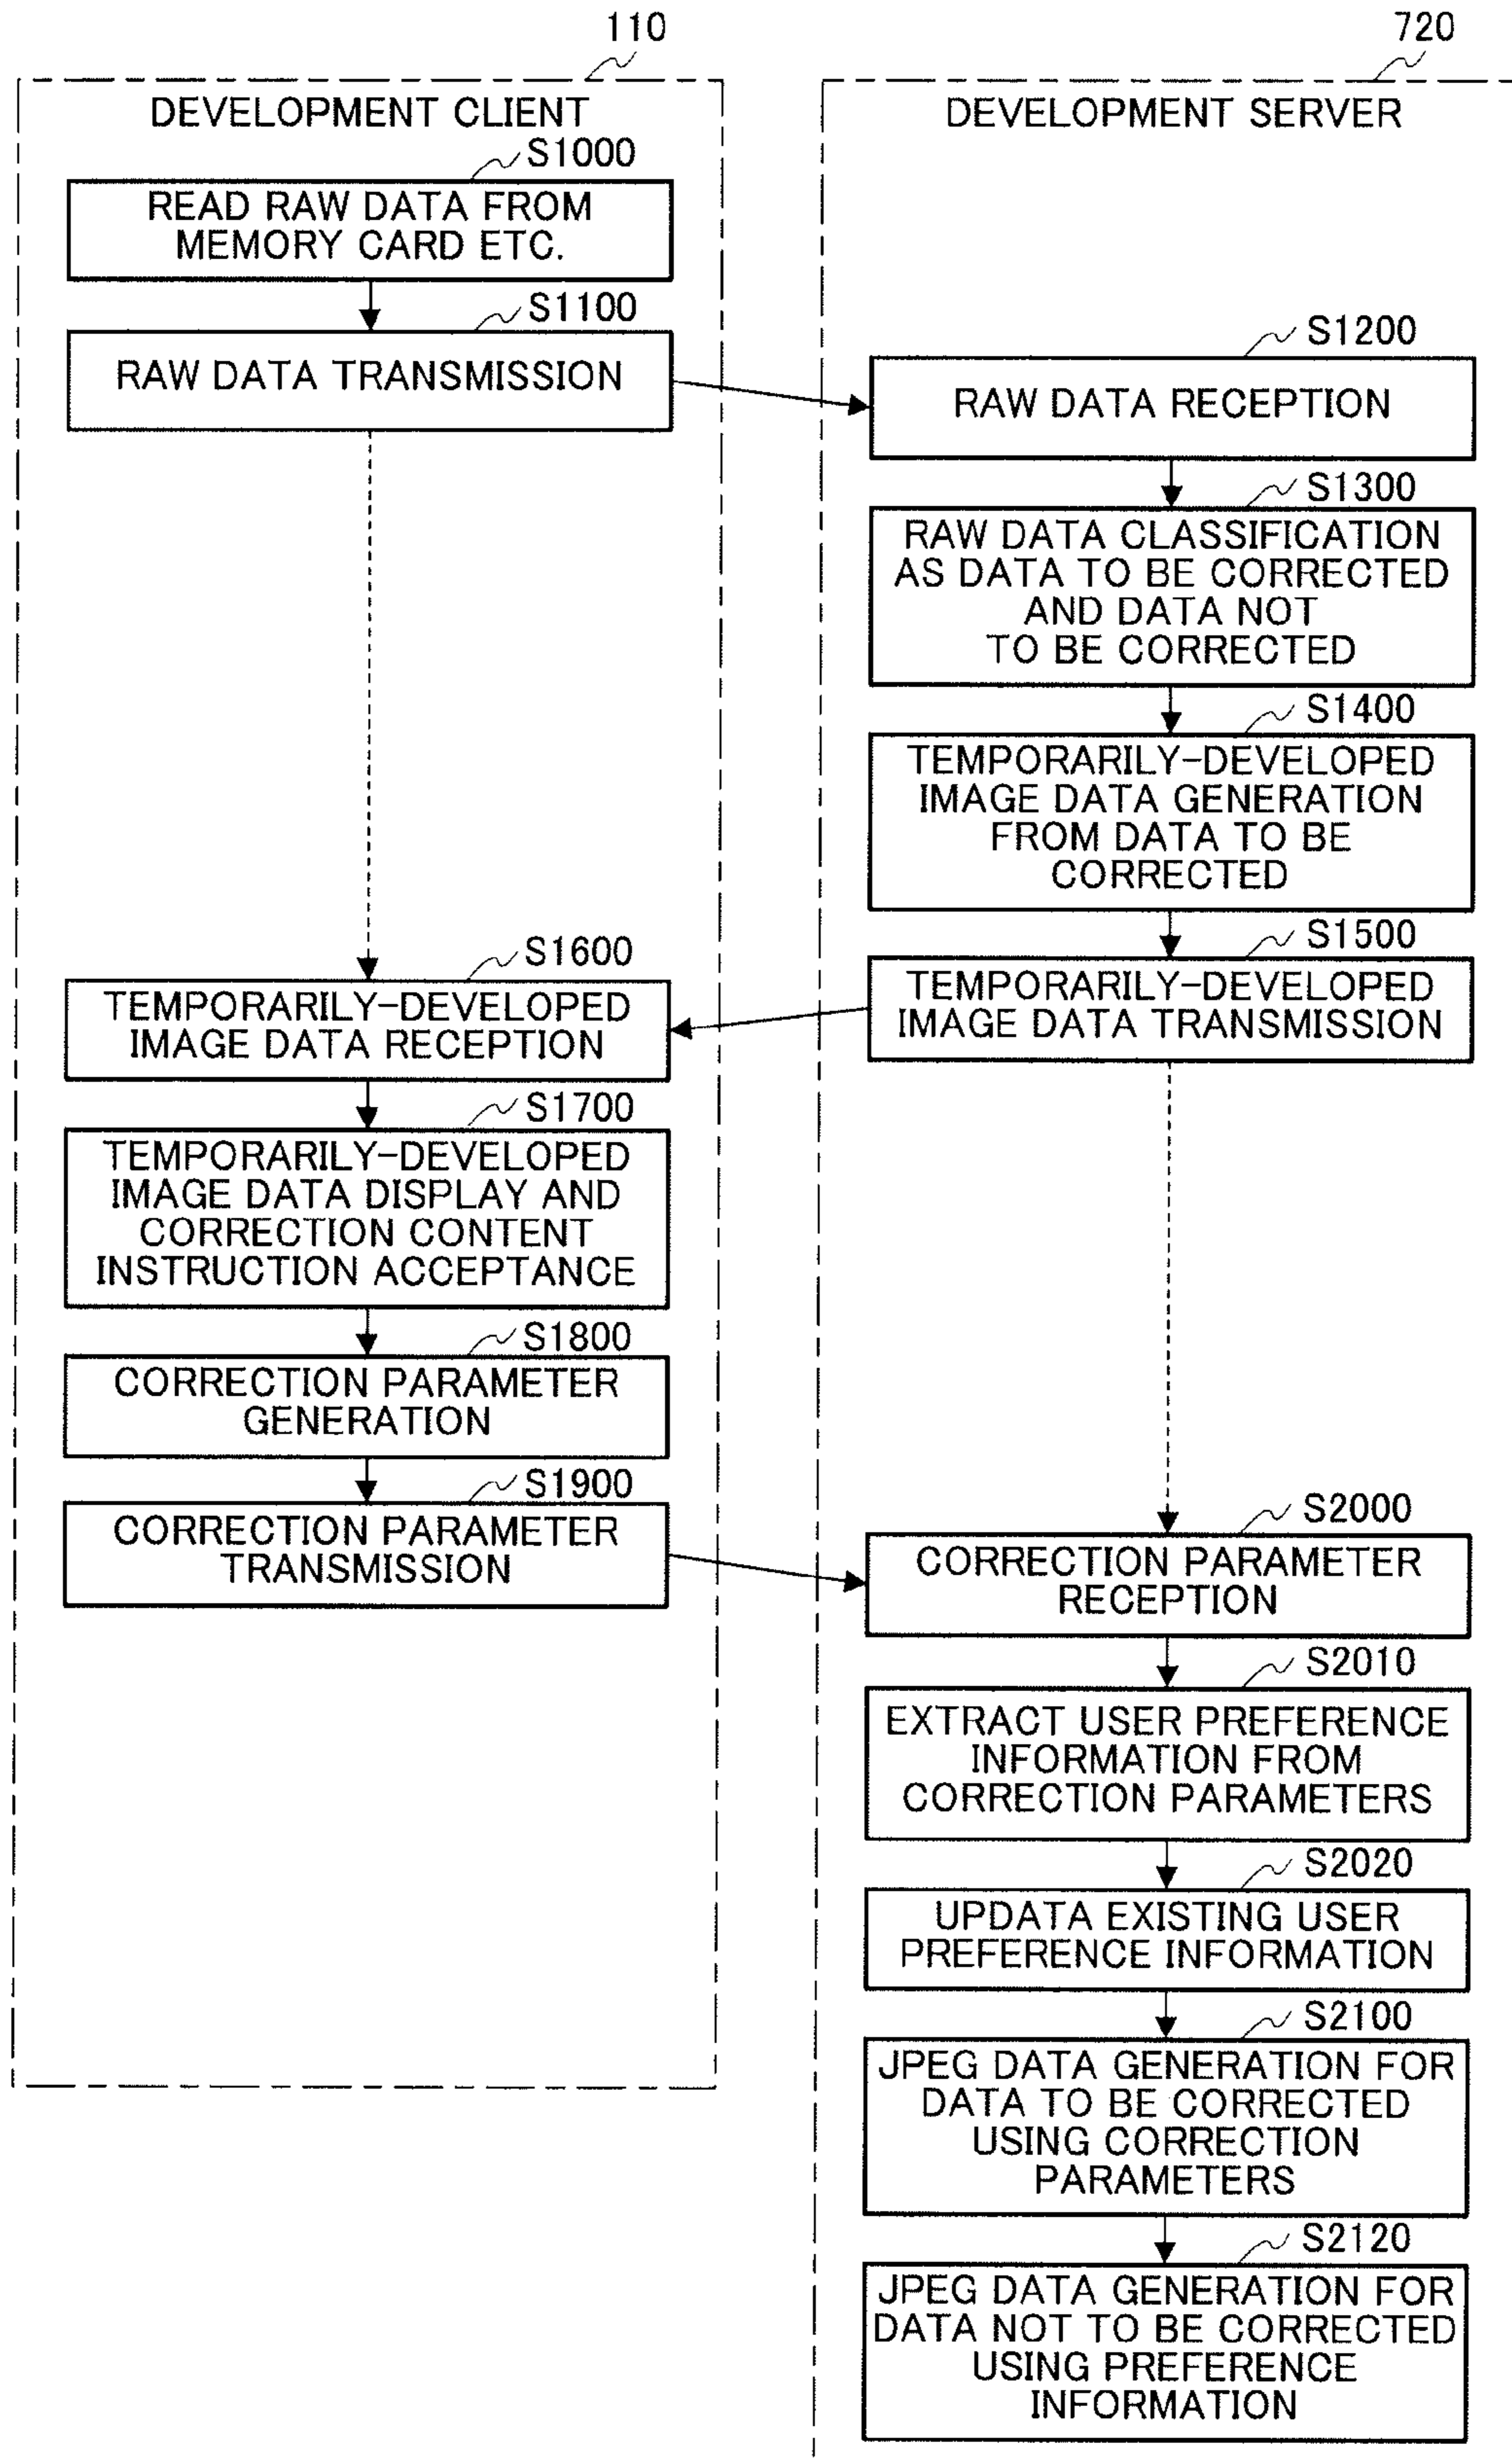 110
720
DEVELOPMENT CLIENT
DEVELOPMENT SERVER
S1000
READ RAW DATA FROM
MEMORY CARD ETC.
S1100
RAW DATA TRANSMISSION
S1200
RAW DATA RECEPTION
S1300
RAW DATA CLASSIFICATION
AS DATA TO BE CORRECTED
AND DATA NOT
TO BE CORRECTED
S1400
TEMPORARILY-DEVELOPED
IMAGE DATA GENERATION
FROM DATA TO BE
CORRECTED
S1500
TEMPORARILY-DEVELOPED
IMAGE DATA TRANSMISSION
S1600
TEMPORARILY-DEVELOPED
IMAGE DATA RECEPTION
S1700
TEMPORARILY-DEVELOPED
IMAGE DATA DISPLAY AND
CORRECTION CONTENT
INSTRUCTION ACCEPTANCE
S1800
CORRECTION PARAMETER
GENERATION
S1900
CORRECTION PARAMETER
TRANSMISSION
S2000
CORRECTION PARAMETER
RECEPTION
S2010
EXTRACT USER PREFERENCE
INFORMATION FROM
CORRECTION PARAMETERS
S2020
UPDATA EXISTING USER
PREFERENCE INFORMATION
S2100
JPEG DATA GENERATION FOR
DATA TO BE CORRECTED
USING CORRECTION
PARAMETERS
S2120
JPEG DATA GENERATION FOR
DATA NOT TO BE CORRECTED
USING PREFERENCE
INFORMATION